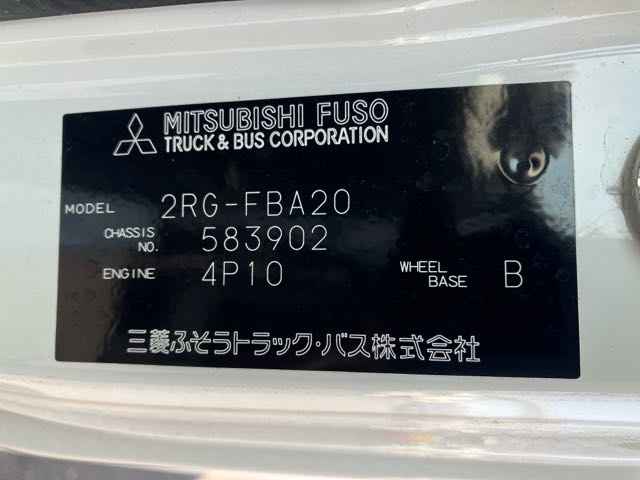 MITSUBISHI FUSO
TRUCK & BUS CORPORATION
MODEL 2RG-FBA20
CHASSIS NO. 583902
ENGINE 4P10 WHEEL BASE B
三菱ふそうトラック・バス株式会社